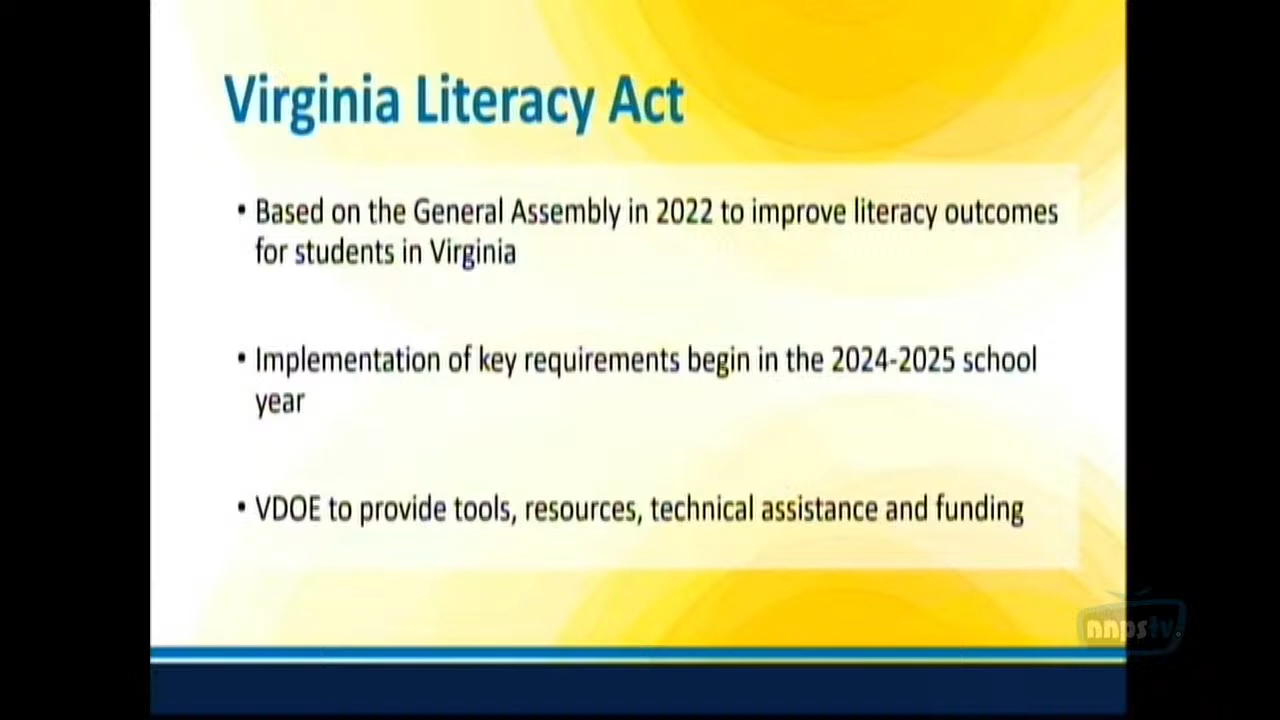 Virginia Literacy Act
• Based on the General Assembly in 2022 to improve literacy outcomes
for students in Virginia
• Implementation of key requirements begin in the 2024-2025 school
year
• VDOE to provide tools, resources, technical assistance and funding
nnpstv